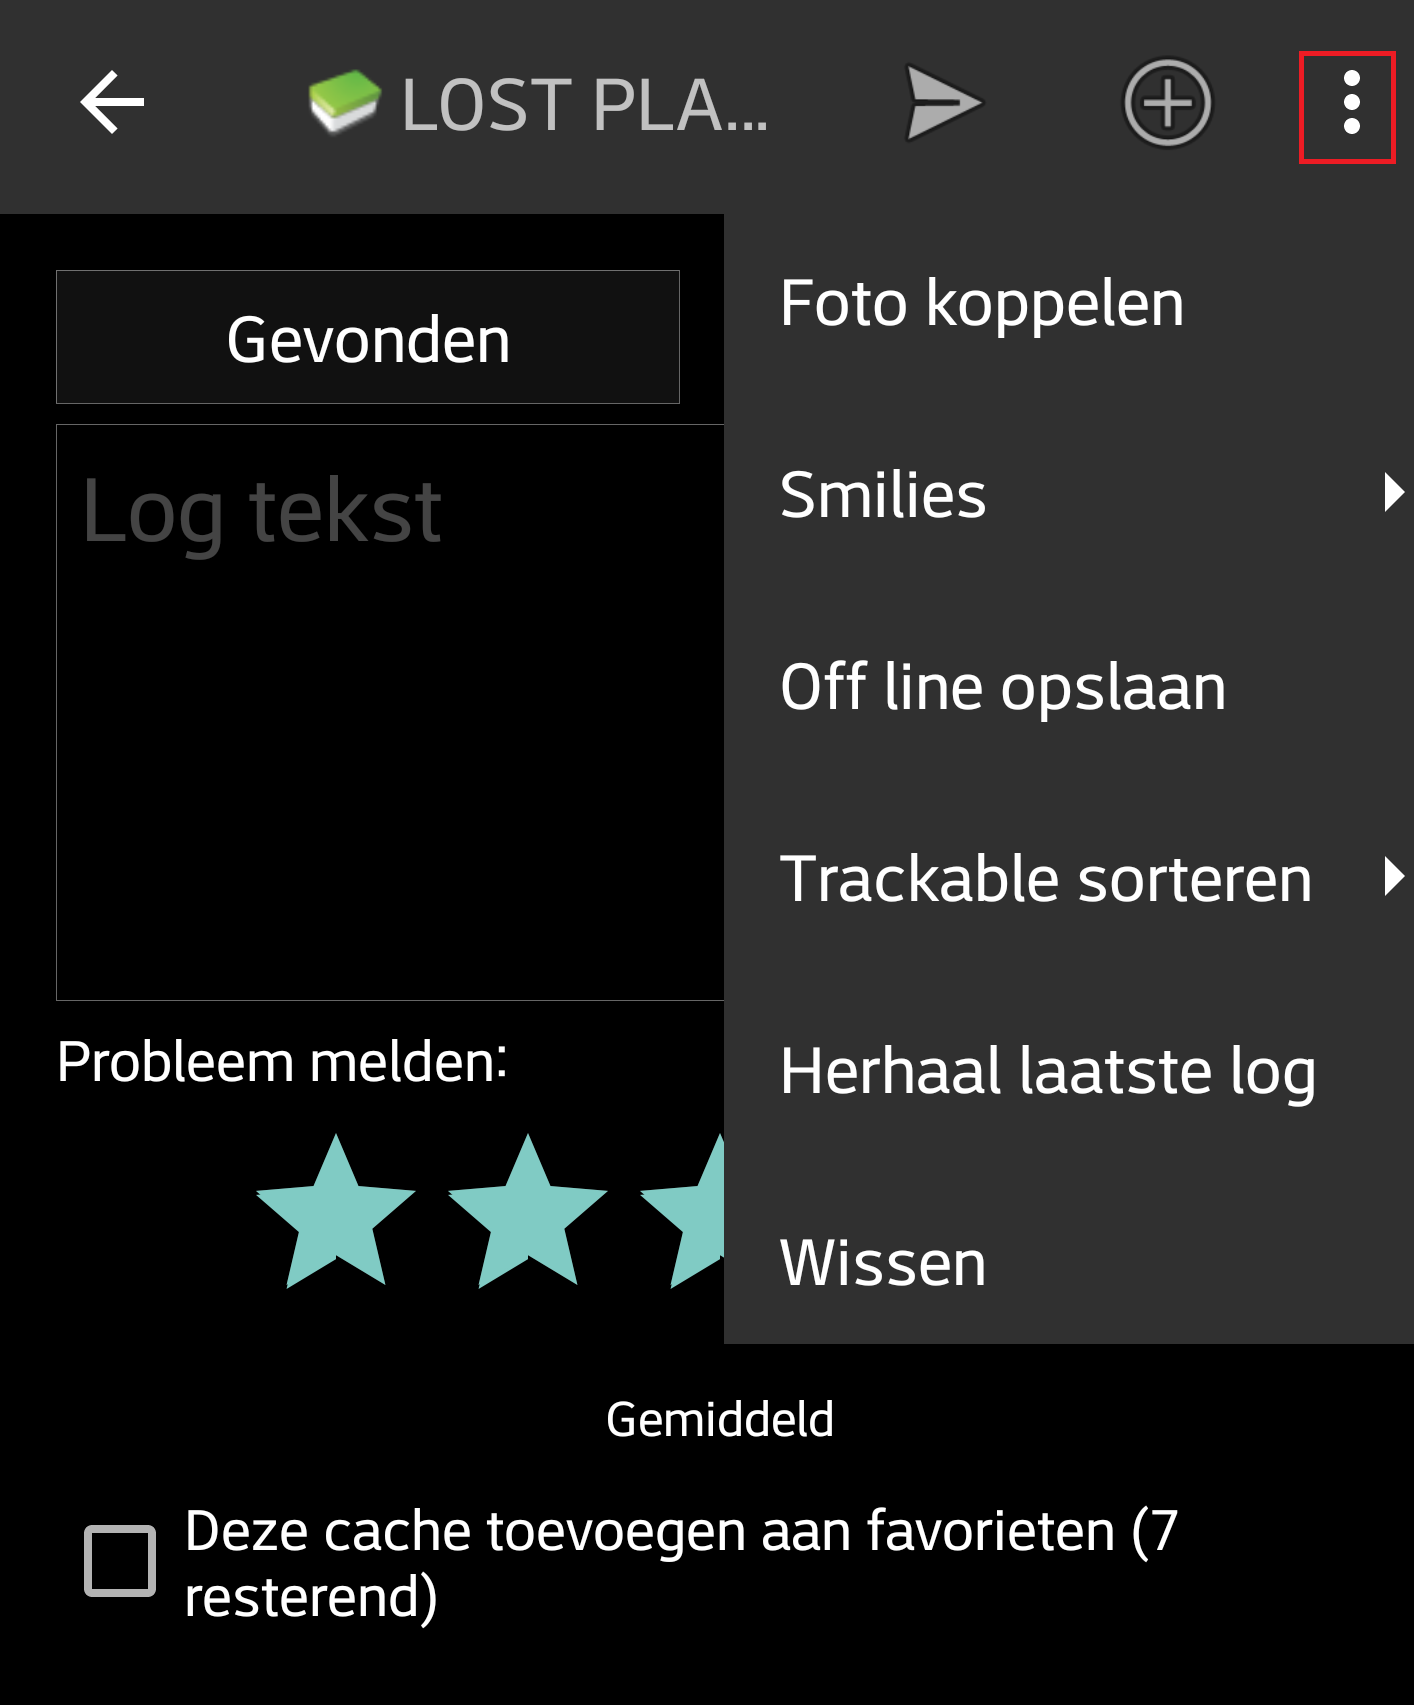 LOST PLA...
Gevonden
Log tekst
Probleem melden:
Foto koppelen
Smilies
Off line opslaan
Trackable sorteren
Herhaal laatste log
Wissen
Gemiddeld
Deze cache toevoegen aan favorieten (7
resterend)